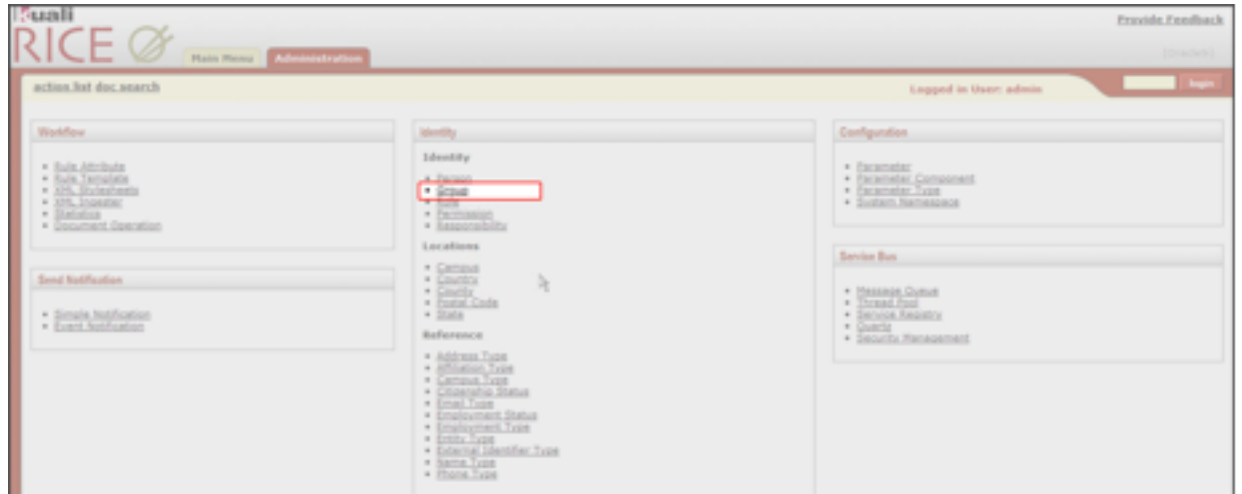 Kuali
RICE
Main Menu
Administration
Provide Feedback
action list doc search
Logged in User: admin
login
Workflow
Rule Attribute
Rule Template
XML Stylesheets
XML Ingester
Statistics
Document Operation
Send Notification
Simple Notification
Event Notification
Identity
Identity
Person
Group
Role
Permission
Responsibility
Locations
Campus
Country
County
Postal Code
State
Reference
Address Type
Affiliation Type
Campus Type
Citizenship Status
Email Type
Employment Status
Employment Type
Entity Type
External Identifier Type
Name Type
Phone Type
Configuration
Parameter
Parameter Component
Parameter Type
System Namespace
Service Bus
Message Queue
Thread Pool
Service Registry
Quartz
Security Management